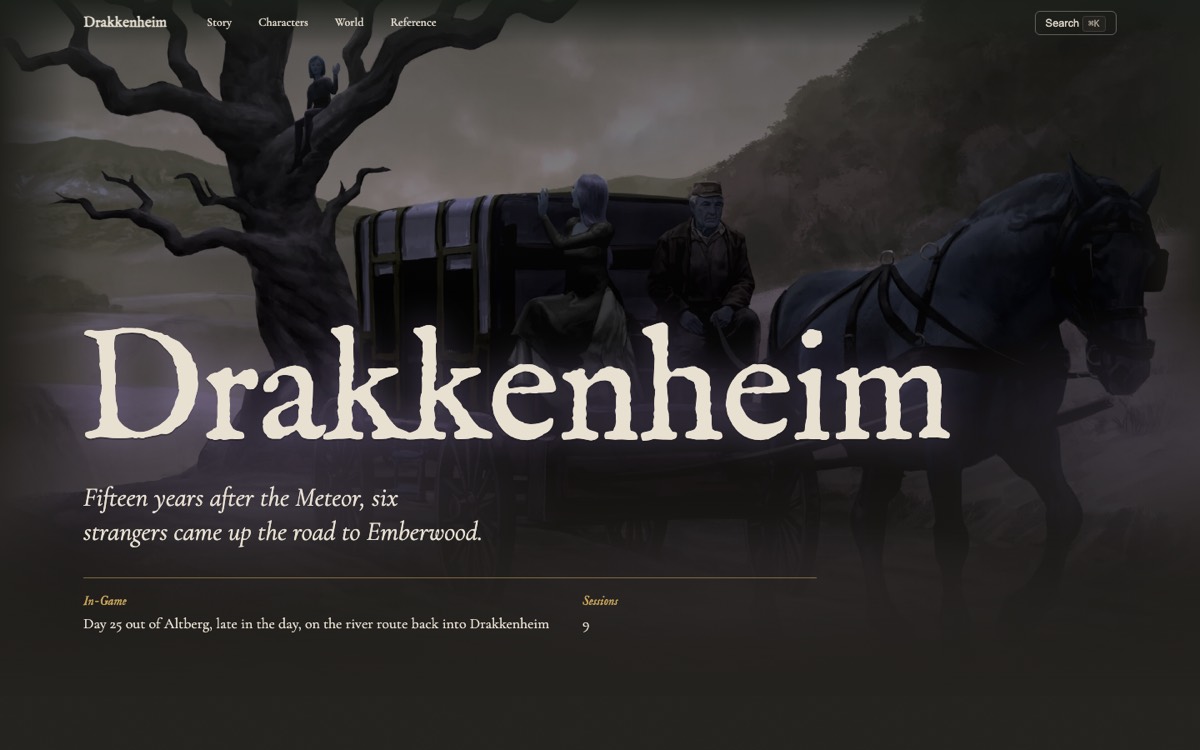 Drakkenheim
Story
Characters
World
Reference
Search ⌘K
Drakkenheim
Fifteen years after the Meteor, six
strangers came up the road to Emberwood.
In-Game
Sessions
Day 25 out of Altberg, late in the day, on the river route back into Drakkenheim
9